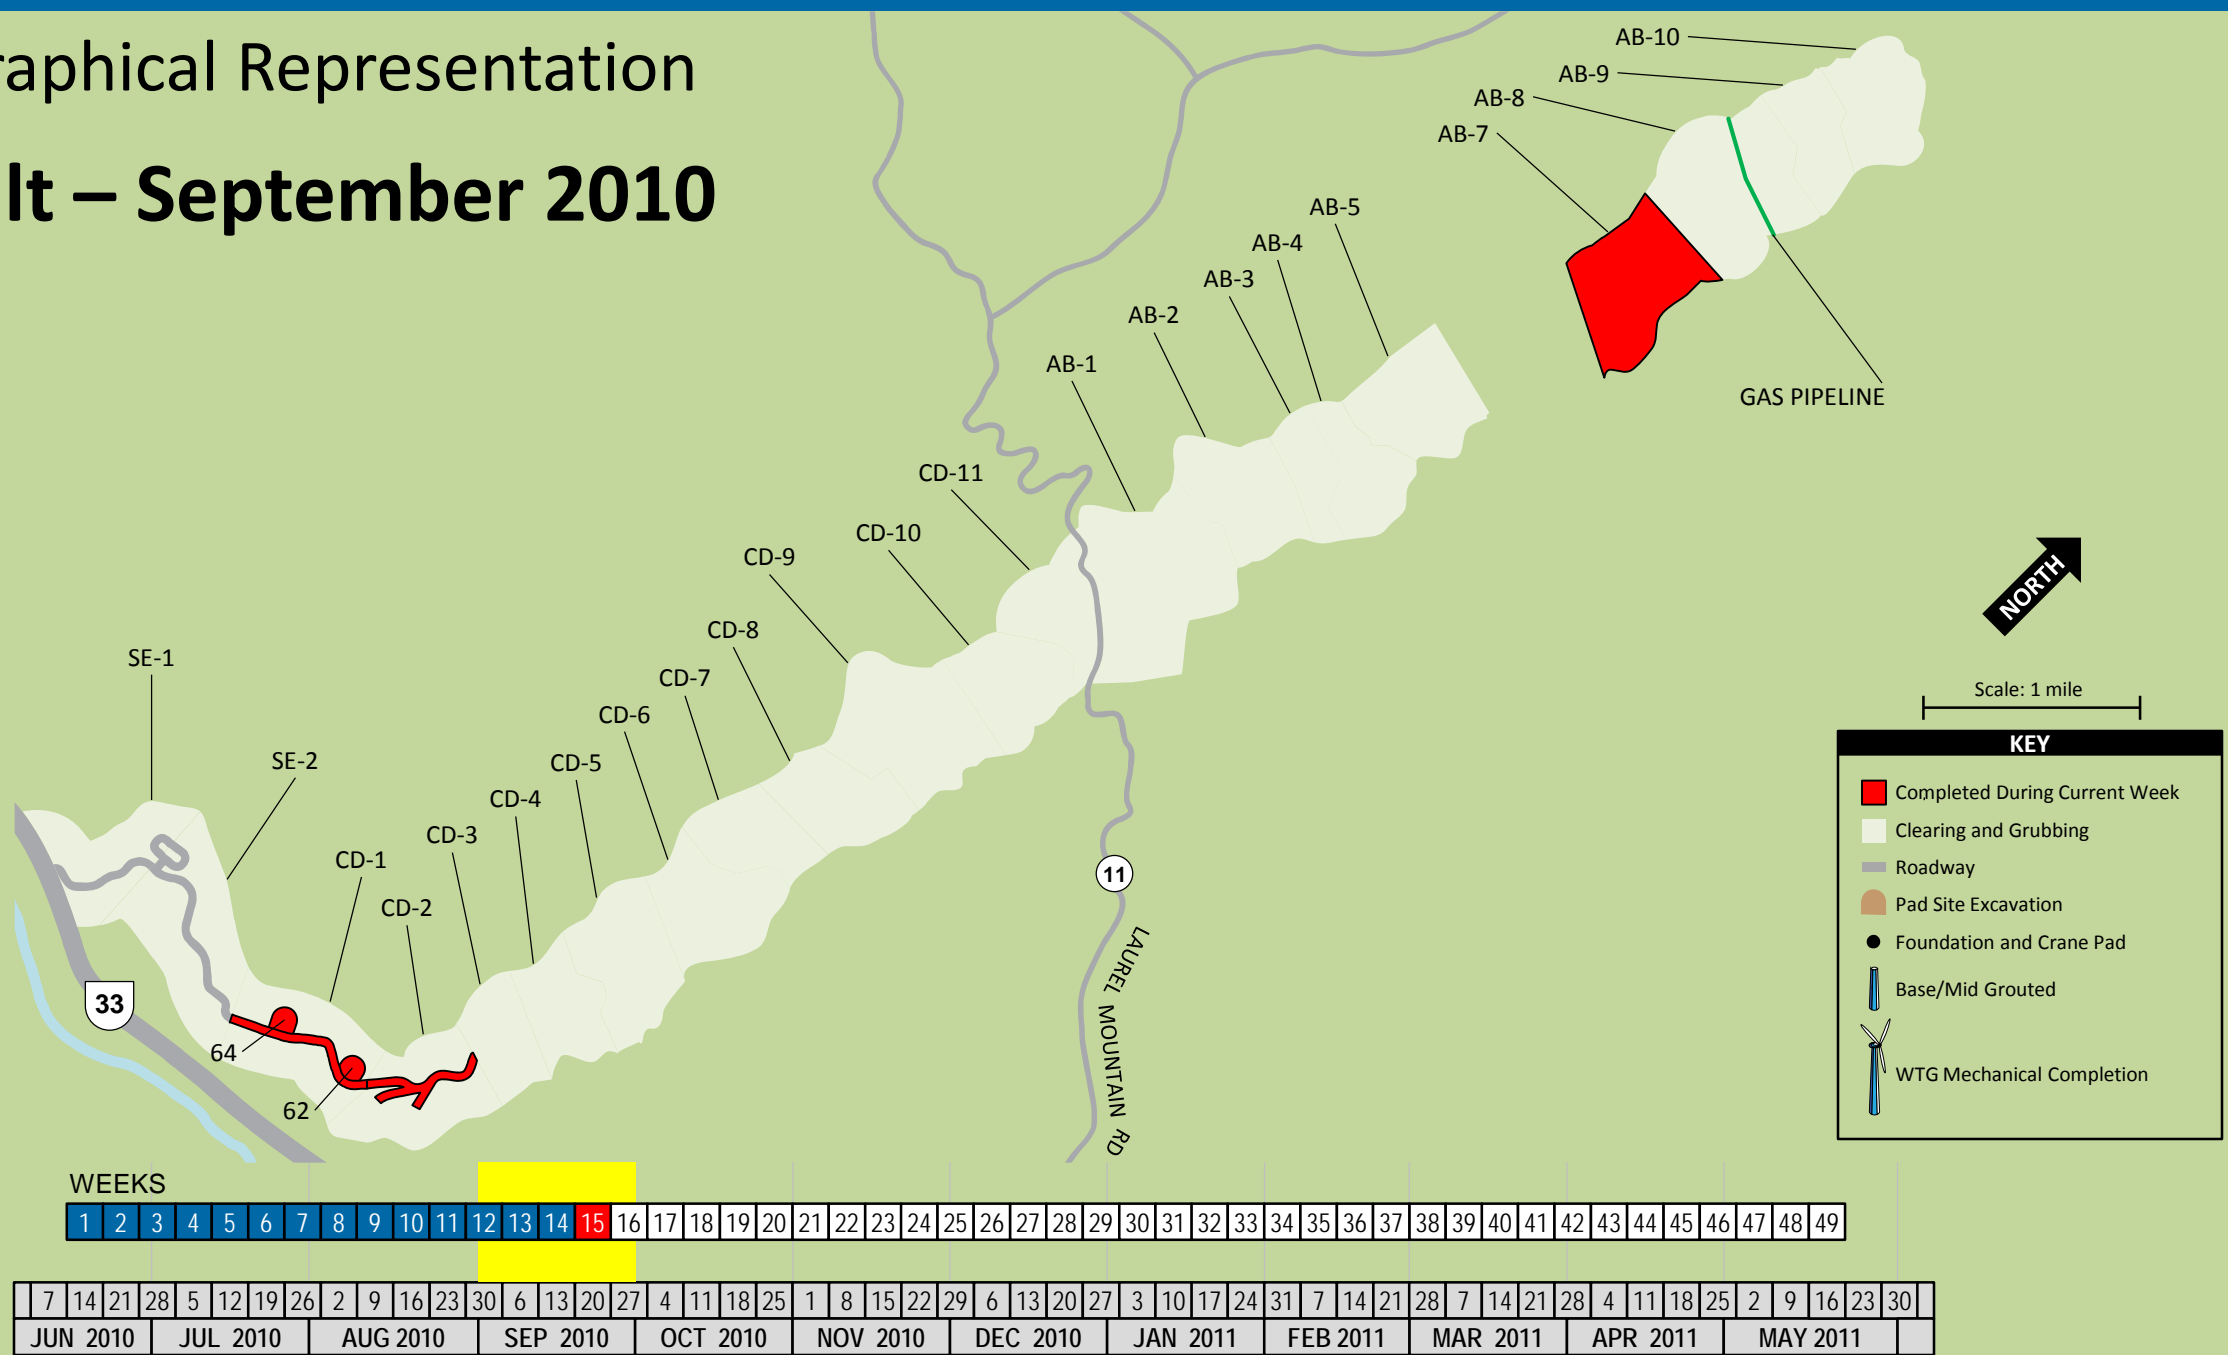 raphical Representation
lt – September 2010
AB-10
AB-9
AB-8
AB-7
AB-5
AB-4
AB-3
AB-2
AB-1
GAS PIPELINE
CD-11
CD-10
CD-9
CD-8
CD-7
CD-6
CD-5
CD-4
CD-3
CD-2
CD-1
SE-1
SE-2
33
64
62
11
LAUREL MOUNTAIN RD
NORTH
Scale: 1 mile
KEY
Completed During Current Week
Clearing and Grubbing
Roadway
Pad Site Excavation
Foundation and Crane Pad
Base/Mid Grouted
WTG Mechanical Completion
WEEKS
1 2 3 4 5 6 7 8 9 10 11 12 13 14 15 16 17 18 19 20 21 22 23 24 25 26 27 28 29 30 31 32 33 34 35 36 37 38 39 40 41 42 43 44 45 46 47 48 49
7 14 21 28 5 12 19 26 2 9 16 23 30 6 13 20 27 4 11 18 25 1 8 15 22 29 6 13 20 27 3 10 17 24 31 7 14 21 28 7 14 21 28 4 11 18 25 2 9 16 23 30
JUN 2010 JUL 2010 AUG 2010 SEP 2010 OCT 2010 NOV 2010 DEC 2010 JAN 2011 FEB 2011 MAR 2011 APR 2011 MAY 2011